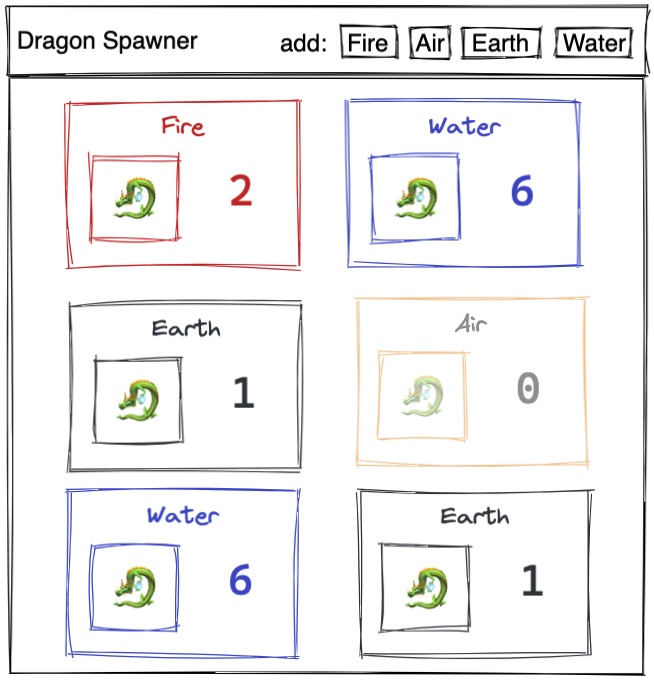 Dragon Spawner add: Fire Air Earth Water
Fire
2
Water
6
Earth
1
Air
0
Water
6
Earth
1